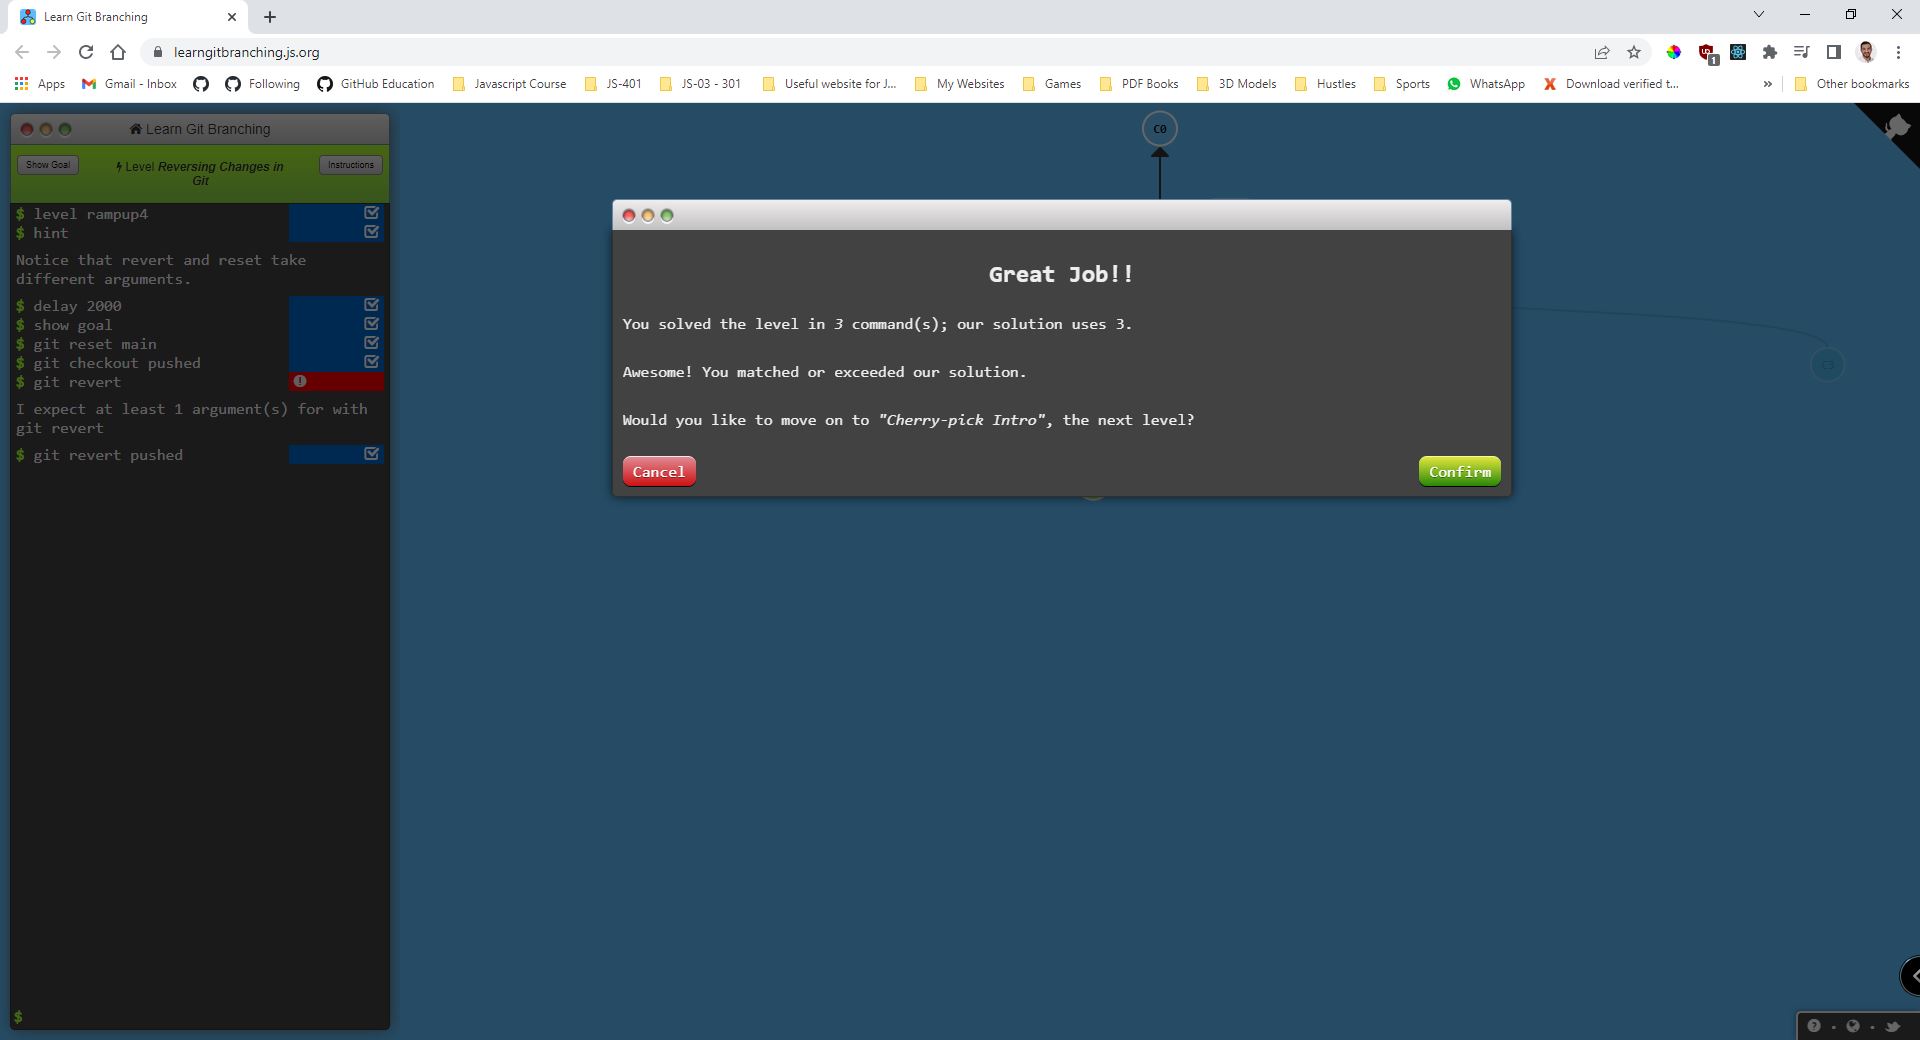 Learn Git Branching
learngitbranching.js.org
1
Apps
Gmail - Inbox
Following
GitHub Education
Javascript Course
JS-401
JS-03 - 301
Useful website for J...
My Websites
Games
PDF Books
3D Models
Hustles
Sports
WhatsApp
Download verified t...
»
Other bookmarks
Learn Git Branching
Show Goal
Level Reversing Changes in
Git
Instructions
$ level rampup4
$ hint
Notice that revert and reset take
different arguments.
$ delay 2000
$ show goal
$ git reset main
$ git checkout pushed
$ git revert
I expect at least 1 argument(s) for with
git revert
$ git revert pushed
$
C0
Great Job!!
You solved the level in 3 command(s); our solution uses 3.
Awesome! You matched or exceeded our solution.
Would you like to move on to "Cherry-pick Intro", the next level?
Cancel
Confirm
C3